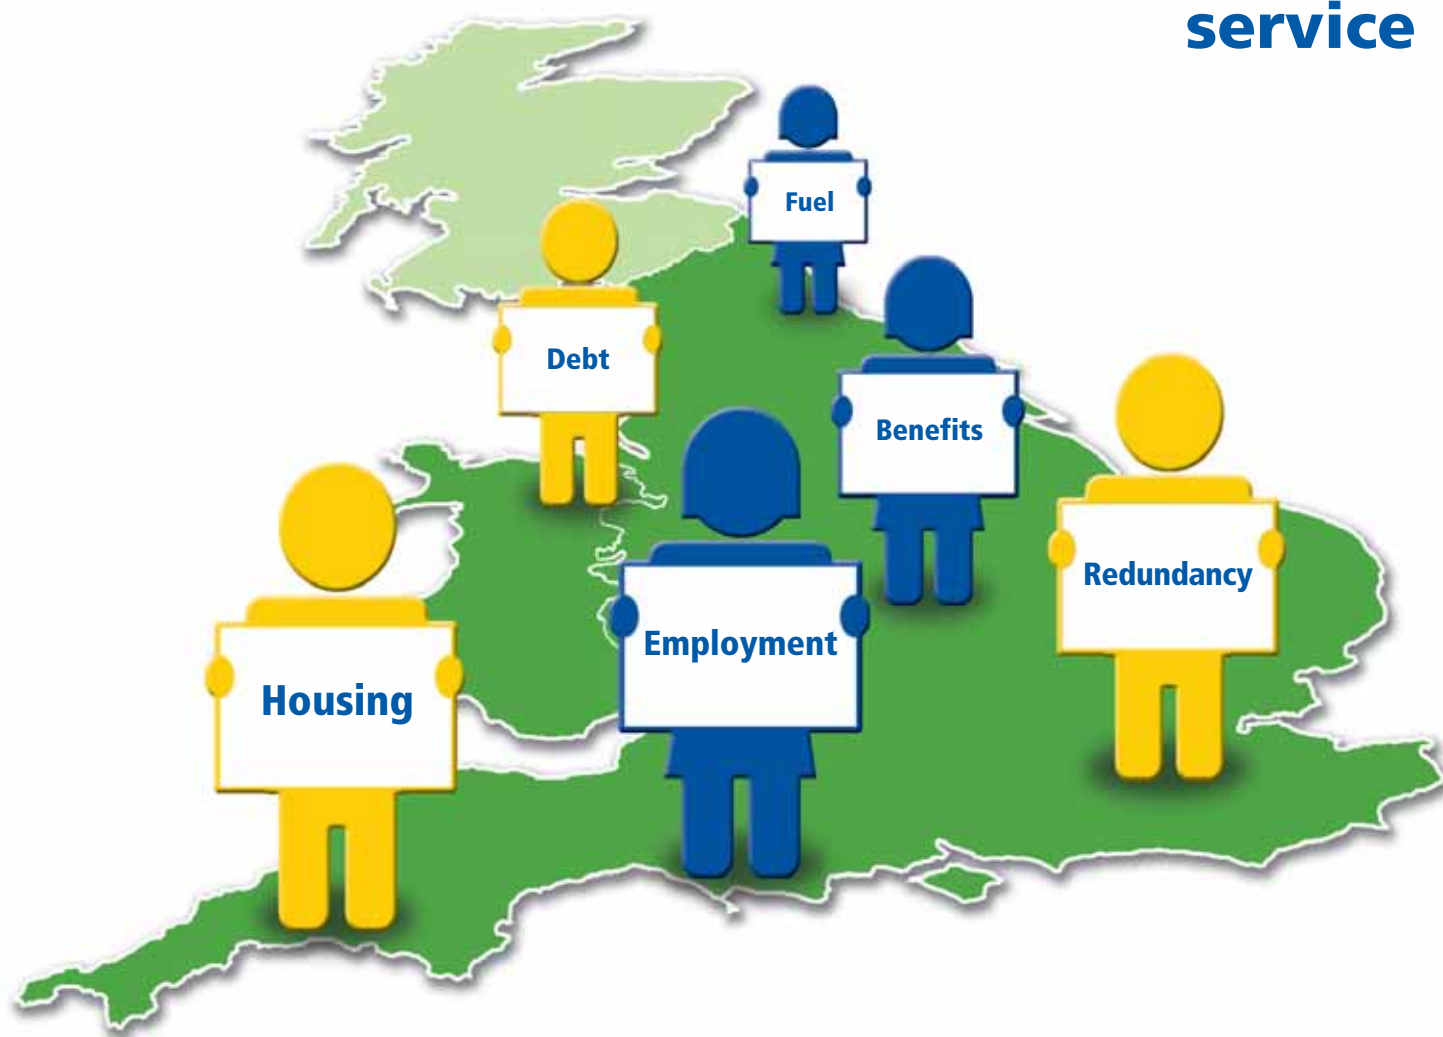 service
Fuel
Debt
Benefits
Redundancy
Employment
Housing